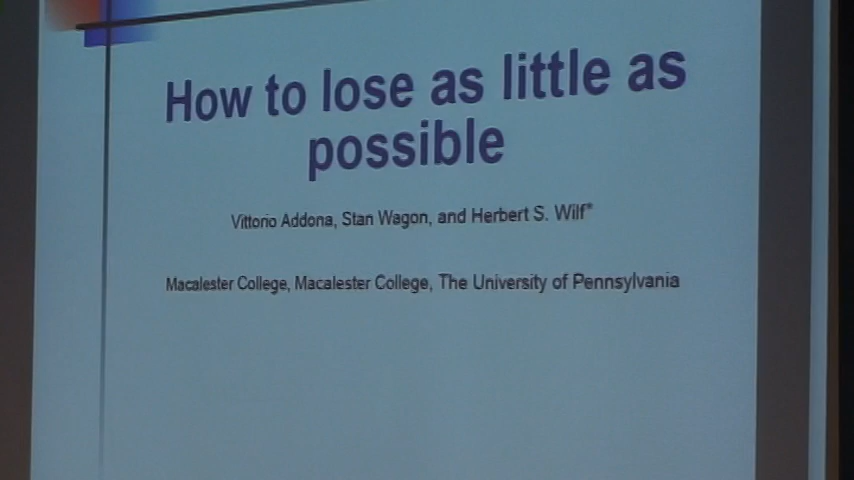 How to lose as little as
possible
Vittorio Addona, Stan Wagon, and Herbert S. Wilf*
Macalester College, Macalester College, The University of Pennsylvania